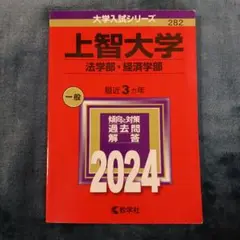 大学入試シリーズ
282
上智大学
法学部・経済学部
一般
最近3カ年
傾向と対策
過去問
解答
2024
教学社